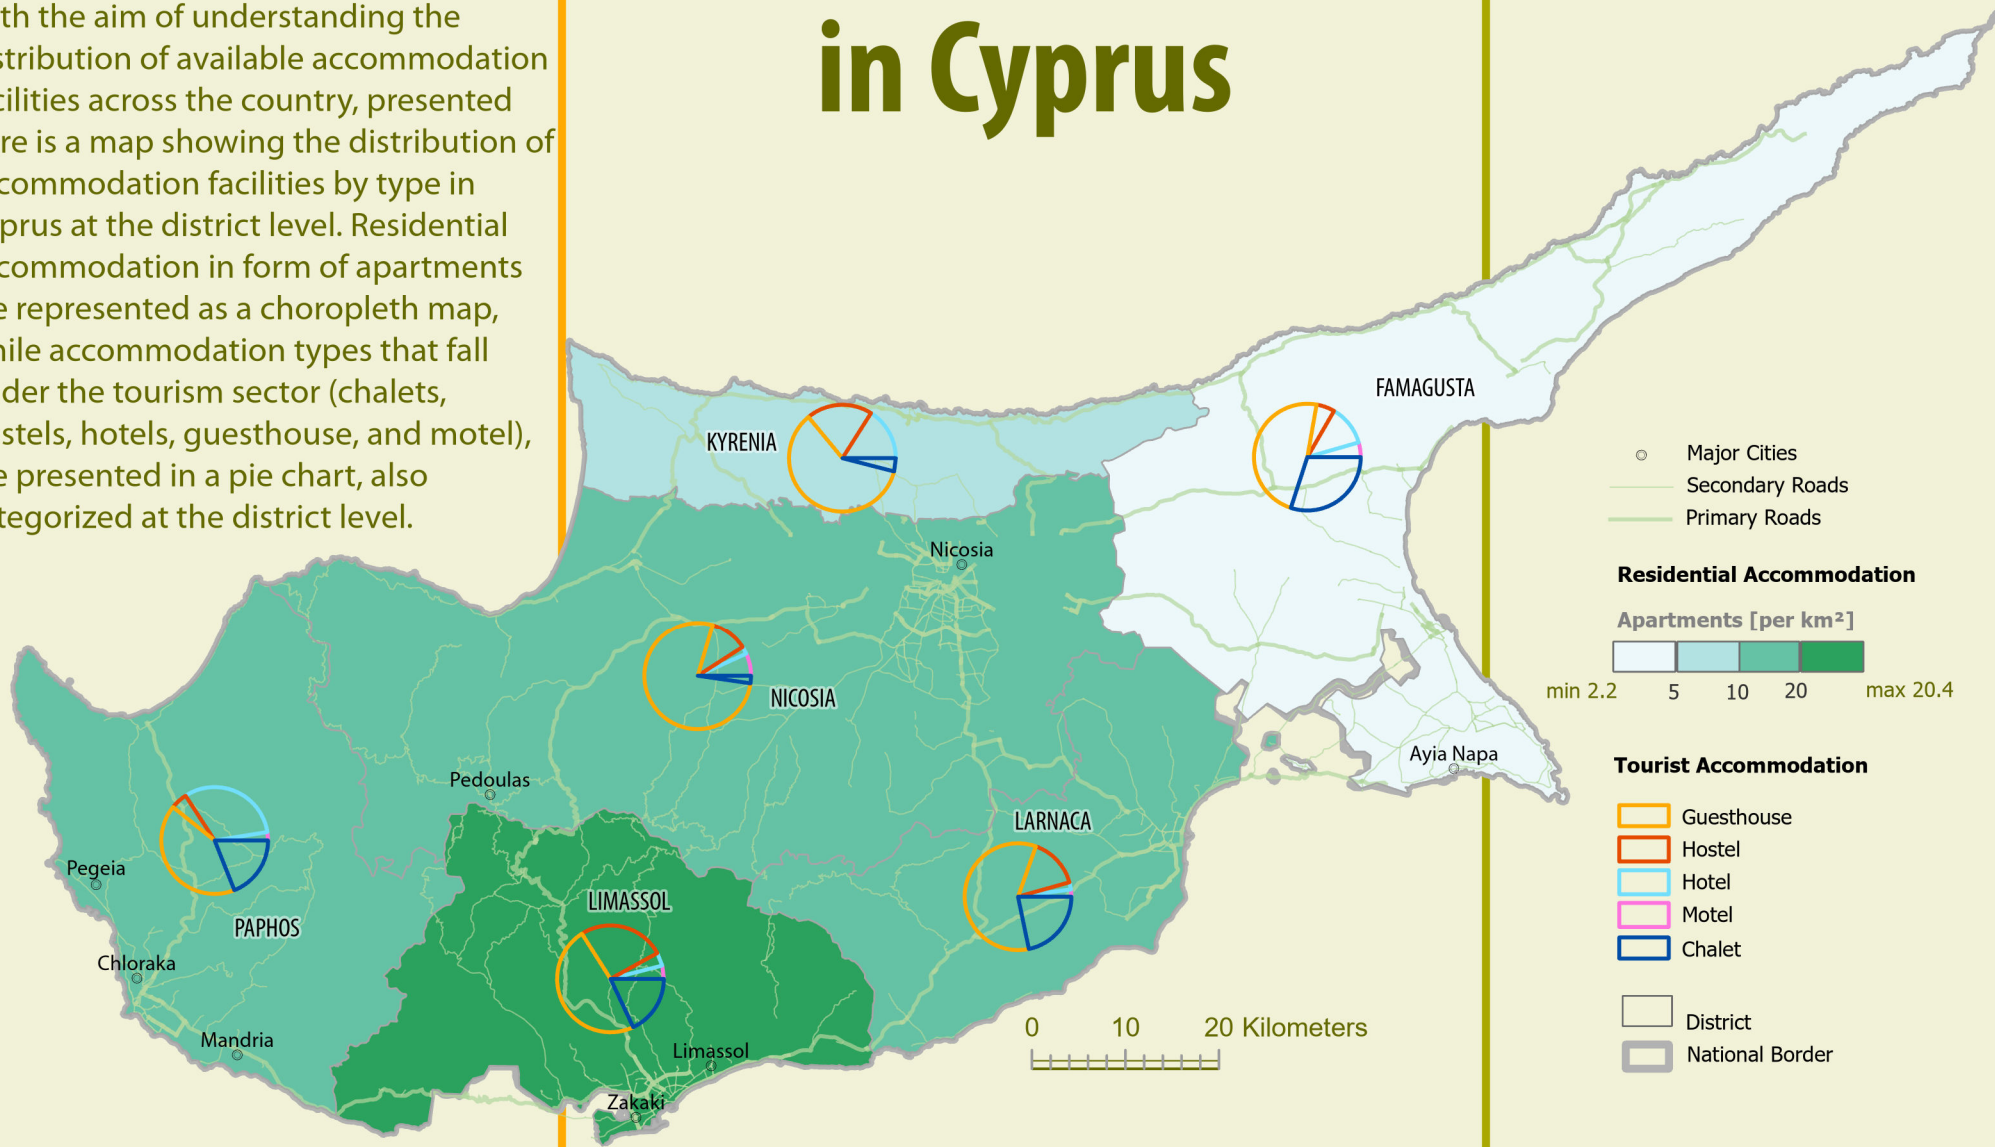 th the aim of understanding the
stribution of available accommodation
cilities across the country, presented
re is a map showing the distribution of
commodation facilities by type in
prus at the district level. Residential
commodation in form of apartments
e represented as a choropleth map,
ile accommodation types that fall
der the tourism sector (chalets,
stels, hotels, guesthouse, and motel),
e presented in a pie chart, also
tegorized at the district level.
in Cyprus
FAMAGUSTA
KYRENIA
Nicosia
NICOSIA
Ayia Napa
Pedoulas
LARNACA
Pegeia
LIMASSOL
PAPHOS
Chloraka
Mandria
Limassol
Zakaki
0 10 20 Kilometers
Major Cities
Secondary Roads
Primary Roads
Residential Accommodation
Apartments [per km²]
min 2.2 5 10 20 max 20.4
Tourist Accommodation
Guesthouse
Hostel
Hotel
Motel
Chalet
District
National Border